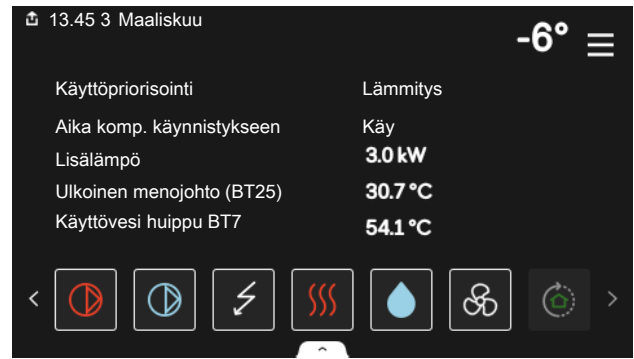 13.45 3 Maaliskuu
-6°
Käyttöpriorisointi Lämmitys
Aika komp. käynnistykseen Käy
Lisälämpö 3.0 kW
Ulkoinen menojohto (BT25) 30.7 °C
Käyttövesi huippu BT7 54.1 °C